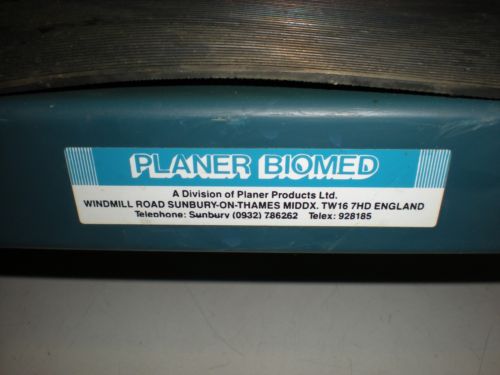 PLANER BIOMED
A Division of Planer Products Ltd.
WINDMILL ROAD SUNBURY-ON-THAMES MIDDX. TW16 7HD ENGLAND
Telephone: Sunbury (0932) 786262 Telex: 928185